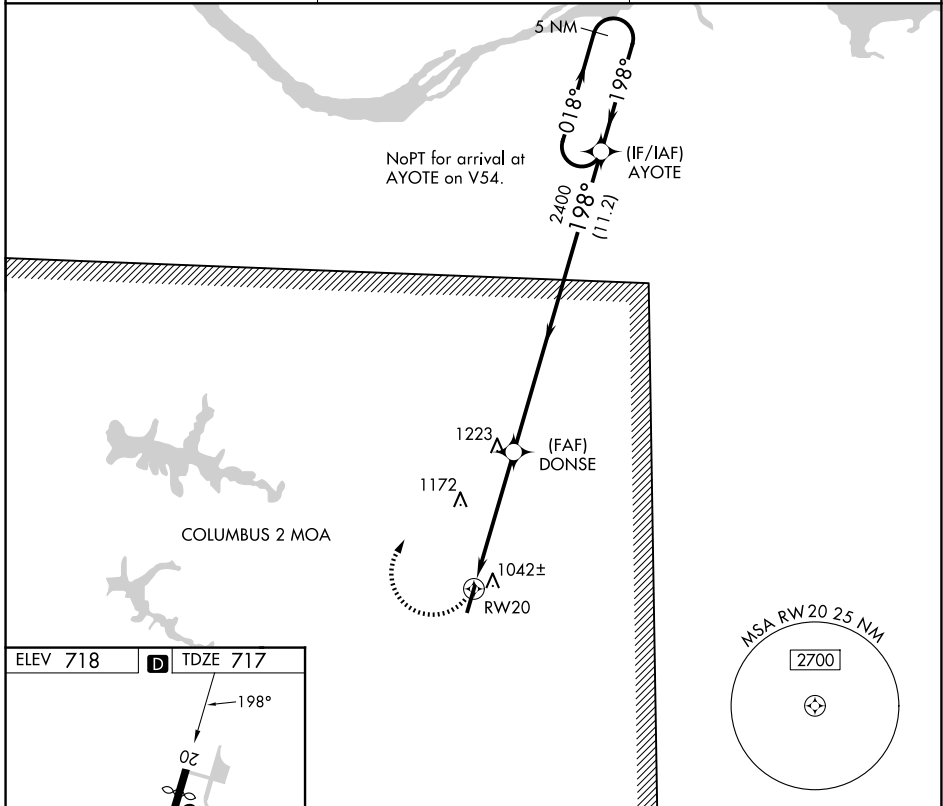 5 NM
018°
198°
NoPT for arrival at
AYOTE on V54.
(IF/IAF)
AYOTE
2400
198°
(11.2)
1223
(FAF)
DONSE
1172
COLUMBUS 2 MOA
1042±
RW20
MSA RW20 25 NM
2700
ELEV 718
D
TDZE 717
198°
20